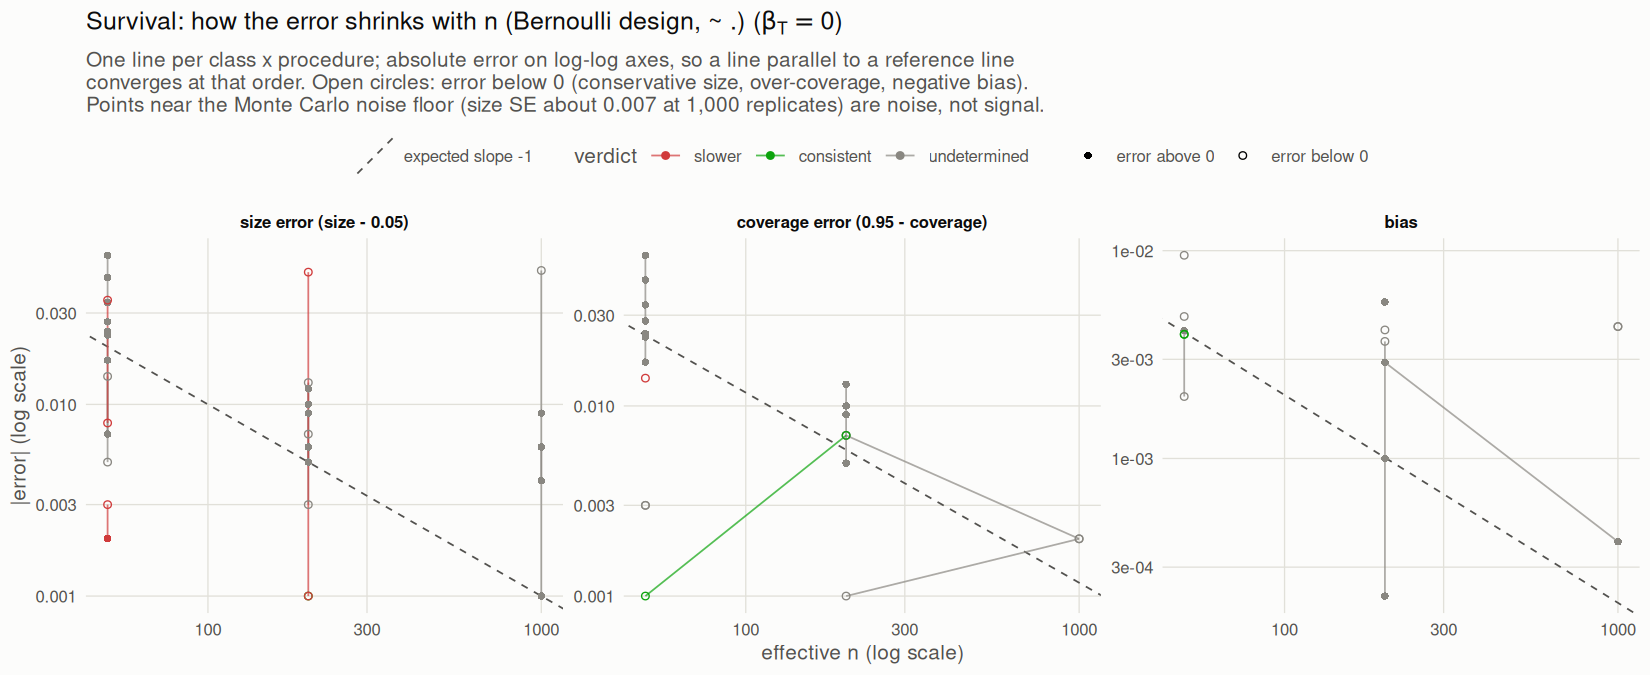 Survival: how the error shrinks with n (Bernoulli design, ~ .) (βT = 0)
One line per class x procedure; absolute error on log-log axes, so a line parallel to a reference line
converges at that order. Open circles: error below 0 (conservative size, over-coverage, negative bias).
Points near the Monte Carlo noise floor (size SE about 0.007 at 1,000 replicates) are noise, not signal.
expected slope -1 verdict slower consistent undetermined error above 0 error below 0
size error (size - 0.05)
coverage error (0.95 - coverage)
bias
|error| (log scale)
0.030
0.010
0.003
0.001
0.030
0.010
0.003
0.001
1e-02
3e-03
1e-03
3e-04
100 300 1000
100 300 1000
100 300 1000
effective n (log scale)